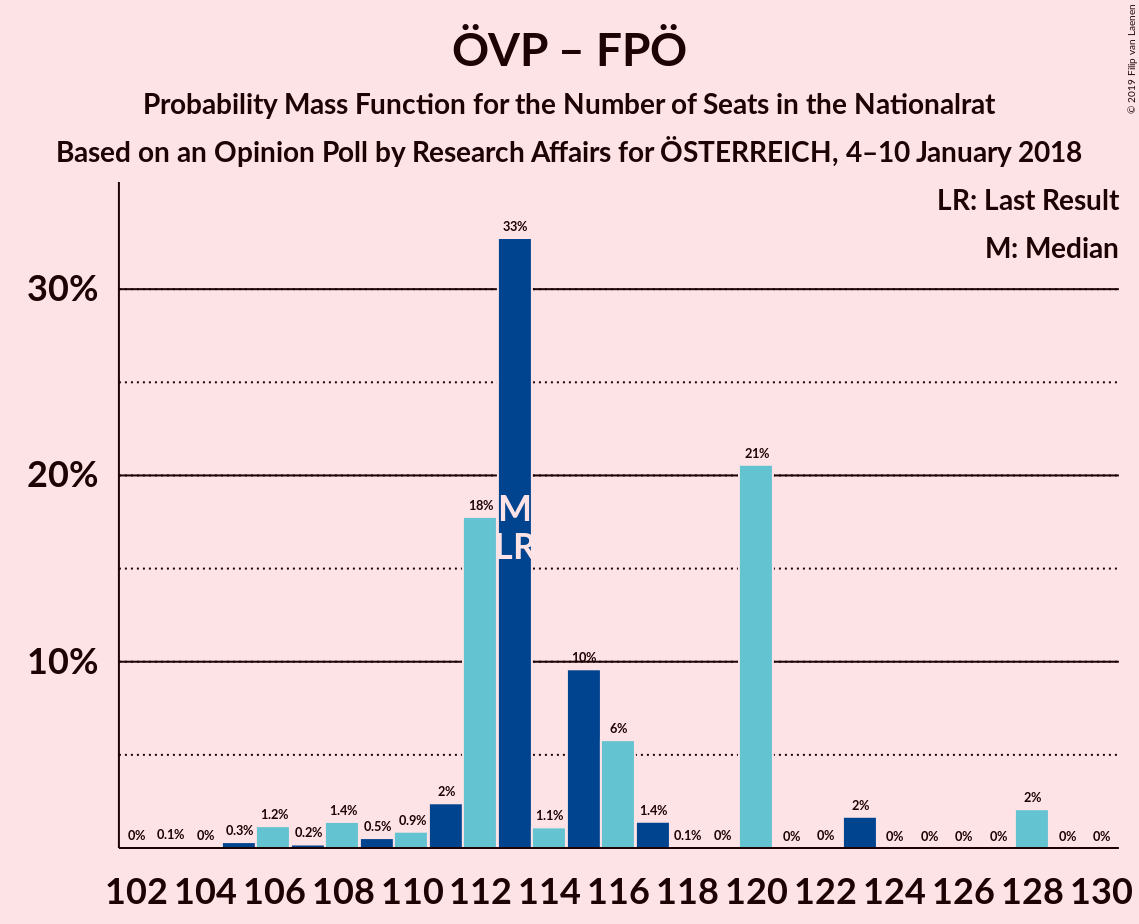 ÖVP – FPÖ
Probability Mass Function for the Number of Seats in the Nationalrat
Based on an Opinion Poll by Research Affairs for ÖSTERREICH, 4–10 January 2018
© 2019 Filip van Laenen
LR: Last Result
M: Median
30%
20%
10%
0% 0.1% 0% 0.3% 1.2% 0.2% 1.4% 0.5% 0.9% 2% 18% 33% 1.1% 10% 6% 1.4% 0.1% 0% 21% 0% 0% 2% 0% 0% 0% 0% 2% 0% 0%
M
LR
102 104 106 108 110 112 114 116 118 120 122 124 126 128 130